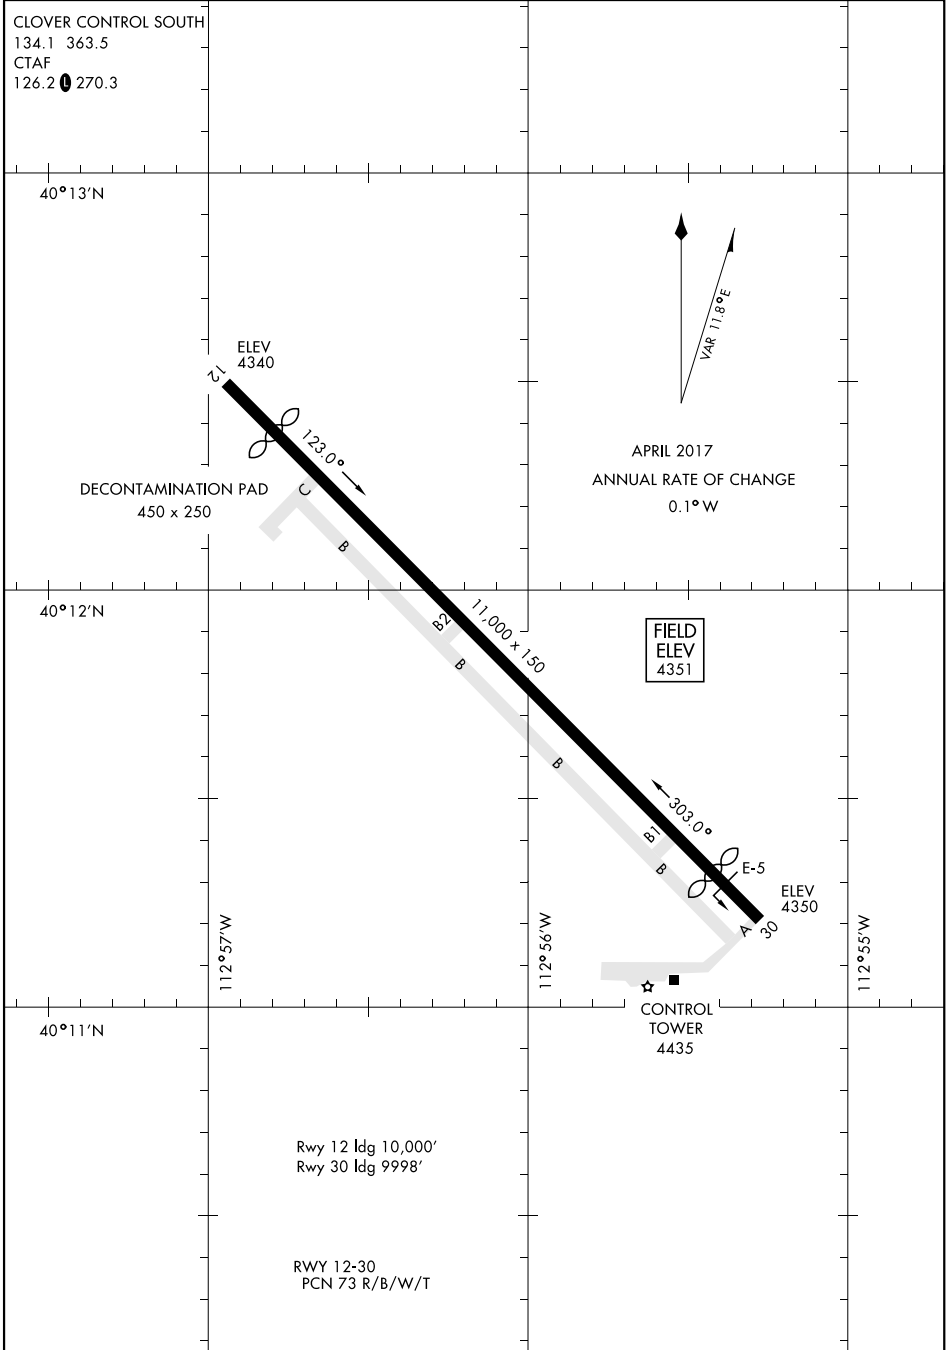 CLOVER CONTROL SOUTH
134.1 363.5
CTAF
126.2 L 270.3
40°13'N
VAR 11.8°E
ELEV
4340
12
123.0°
APRIL 2017
ANNUAL RATE OF CHANGE
0.1°W
DECONTAMINATION PAD
450 x 250
C
B
40°12'N
11,000 x 150
B2
B
FIELD
ELEV
4351
B
303.0°
B1
B
E-5
ELEV
4350
A
30
112°57'W
112°56'W
112°55'W
CONTROL
TOWER
4435
40°11'N
Rwy 12 ldg 10,000'
Rwy 30 ldg 9998'
RWY 12-30
PCN 73 R/B/W/T